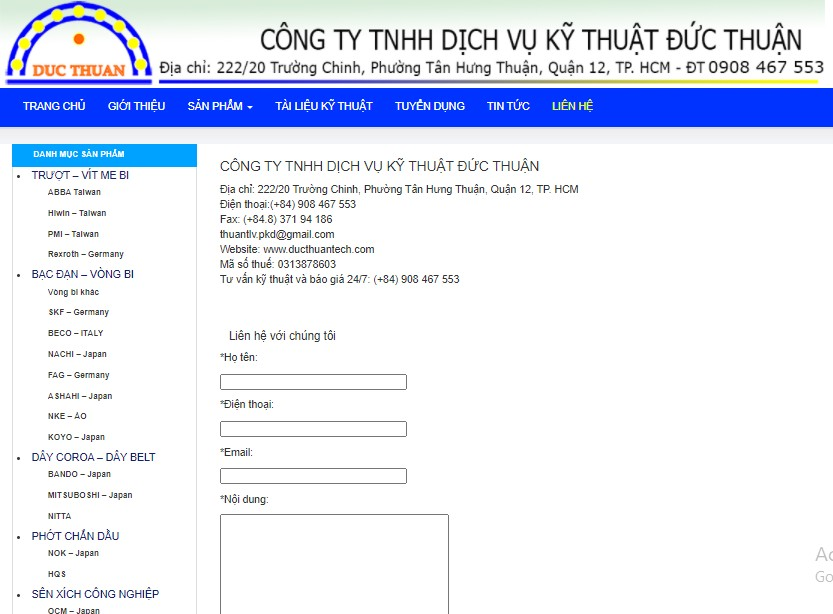 DUC THUAN
CÔNG TY TNHH DỊCH VỤ KỸ THUẬT ĐỨC THUẬN
Địa chỉ: 222/20 Trường Chinh, Phường Tân Hưng Thuận, Quận 12, TP. HCM - ĐT 0908 467 553
TRANG CHỦ GIỚI THIỆU SẢN PHẨM TÀI LIỆU KỸ THUẬT TUYỂN DỤNG TIN TỨC LIÊN HỆ
DANH MỤC SẢN PHẨM
TRƯỢT – VÍT ME BI
ABBA Taiwan
Hiwin – Taiwan
PMI – Taiwan
Rexroth – Germany
BẠC ĐẠN – VÒNG BI
Vòng bi khác
SKF – Germany
BECO – ITALY
NACHI – Japan
FAG – Germany
ASHAHI – Japan
NKE – ÁO
KOYO – Japan
DÂY COROA – DÂY BELT
BANDO – Japan
MITSUBOSHI – Japan
NITTA
PHỚT CHẮN DẦU
NOK – Japan
HQS
SÊN XÍCH CÔNG NGHIỆP
OCM – Japan
CÔNG TY TNHH DỊCH VỤ KỸ THUẬT ĐỨC THUẬN
Địa chỉ: 222/20 Trường Chinh, Phường Tân Hưng Thuận, Quận 12, TP. HCM
Điện thoại:(+84) 908 467 553
Fax: (+84.8) 371 94 186
thuantlv.pkd@gmail.com
Website: www.ducthuantech.com
Mã số thuế: 0313878603
Tư vấn kỹ thuật và báo giá 24/7: (+84) 908 467 553
Liên hệ với chúng tôi
*Họ tên:
*Điện thoại:
*Email:
*Nội dung:
Ac
Go